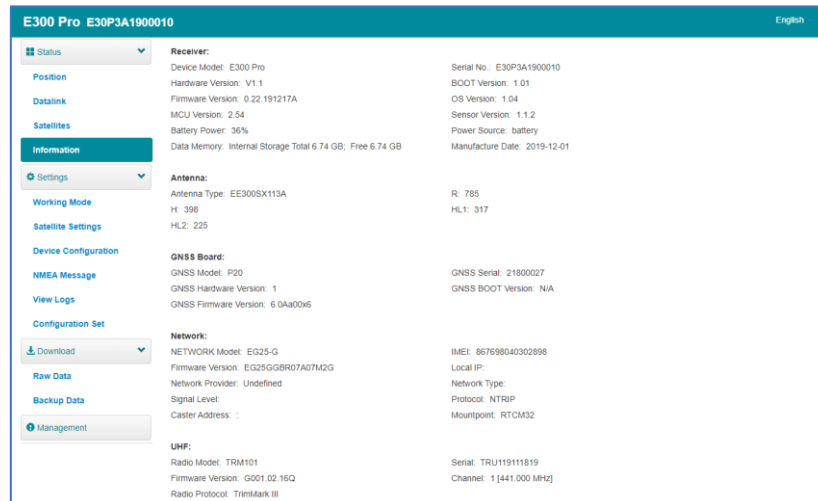 E300 Pro E30P3A1900010
English
Status
Position
Datalink
Satellites
Information
Settings
Working Mode
Satellite Settings
Device Configuration
NMEA Message
View Logs
Configuration Set
Download
Raw Data
Backup Data
Management
Receiver:
Device Model: E300 Pro
Serial No.: E30P3A1900010
Hardware Version: V1.1
BOOT Version: 1.01
Firmware Version: 0.22.191217A
OS Version: 1.04
MCU Version: 2.54
Sensor Version: 1.1.2
Battery Power: 36%
Power Source: battery
Data Memory: Internal Storage Total 6.74 GB; Free 6.74 GB
Manufacture Date: 2019-12-01
Antenna:
Antenna Type: EE300SX113A
R: 785
H: 398
HL1: 317
HL2: 225
GNSS Board:
GNSS Model: P20
GNSS Serial: 21800027
GNSS Hardware Version: 1
GNSS BOOT Version: N/A
GNSS Firmware Version: 6.0Aa00x6
Network:
NETWORK Model: EG25-G
IMEI: 867698040302898
Firmware Version: EG25GGBR07A07M2G
Local IP:
Network Provider: Undefined
Network Type:
Signal Level:
Protocol: NTRIP
Caster Address: :
Mountpoint: RTCM32
UHF:
Radio Model: TRM101
Serial: TRU119111819
Firmware Version: G001.02.16Q
Channel: 1 [441.000 MHz]
Radio Protocol: TrimMark III